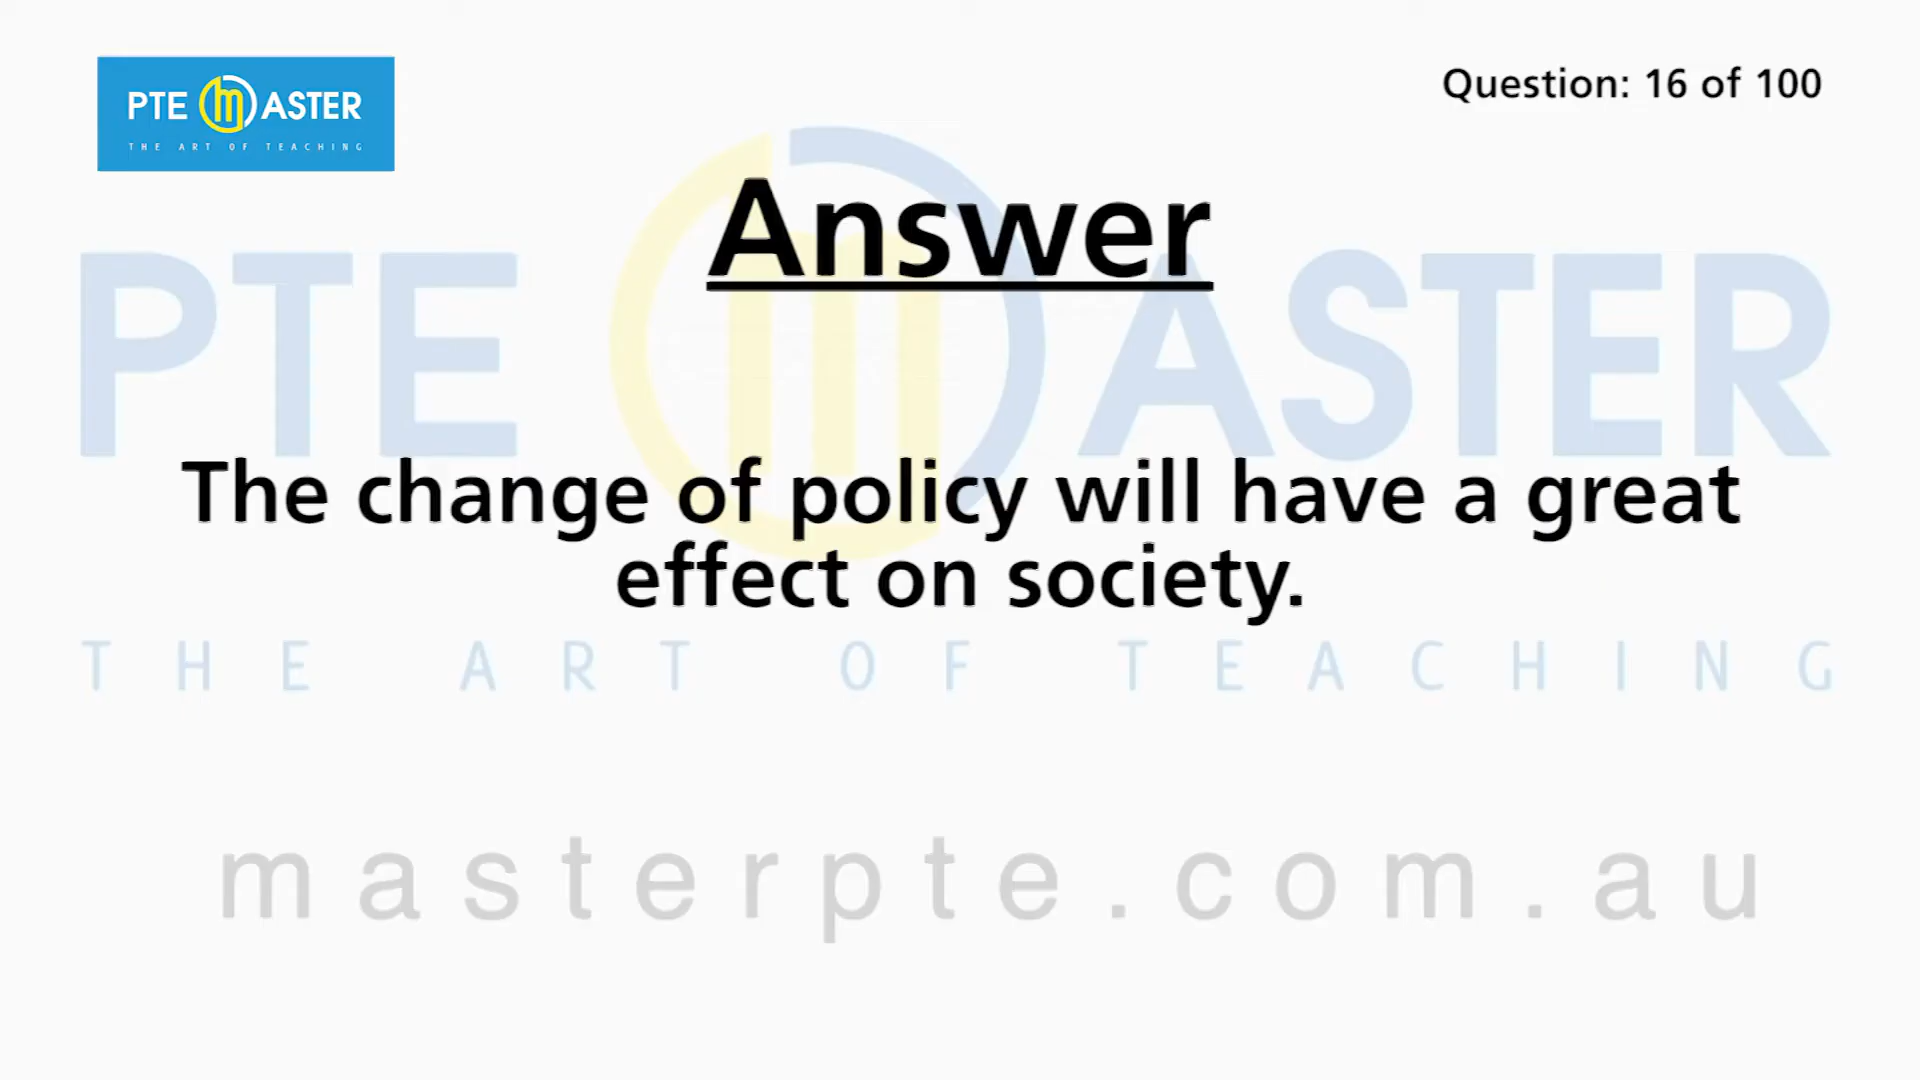 PTE MASTER
THE ART OF TEACHING
Question: 16 of 100
Answer
PTE MASTER
The change of policy will have a great
effect on society.
THE ART OF TEACHING
masterpte.com.au